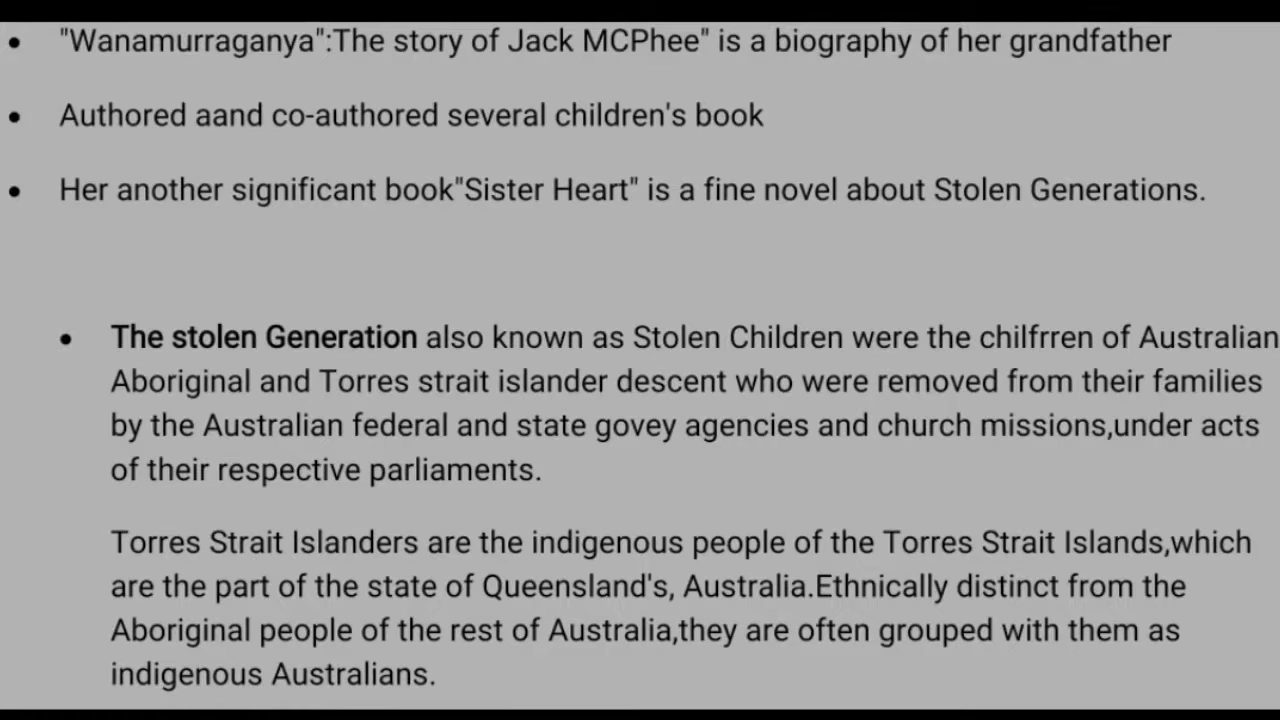 "Wanamurraganya":The story of Jack MCPhee" is a biography of her grandfather
Authored aand co-authored several children's book
Her another significant book"Sister Heart" is a fine novel about Stolen Generations.
The stolen Generation also known as Stolen Children were the chilfrren of Australian
Aboriginal and Torres strait islander descent who were removed from their families
by the Australian federal and state govey agencies and church missions,under acts
of their respective parliaments.
Torres Strait Islanders are the indigenous people of the Torres Strait Islands,which
are the part of the state of Queensland's, Australia.Ethnically distinct from the
Aboriginal people of the rest of Australia,they are often grouped with them as
indigenous Australians.